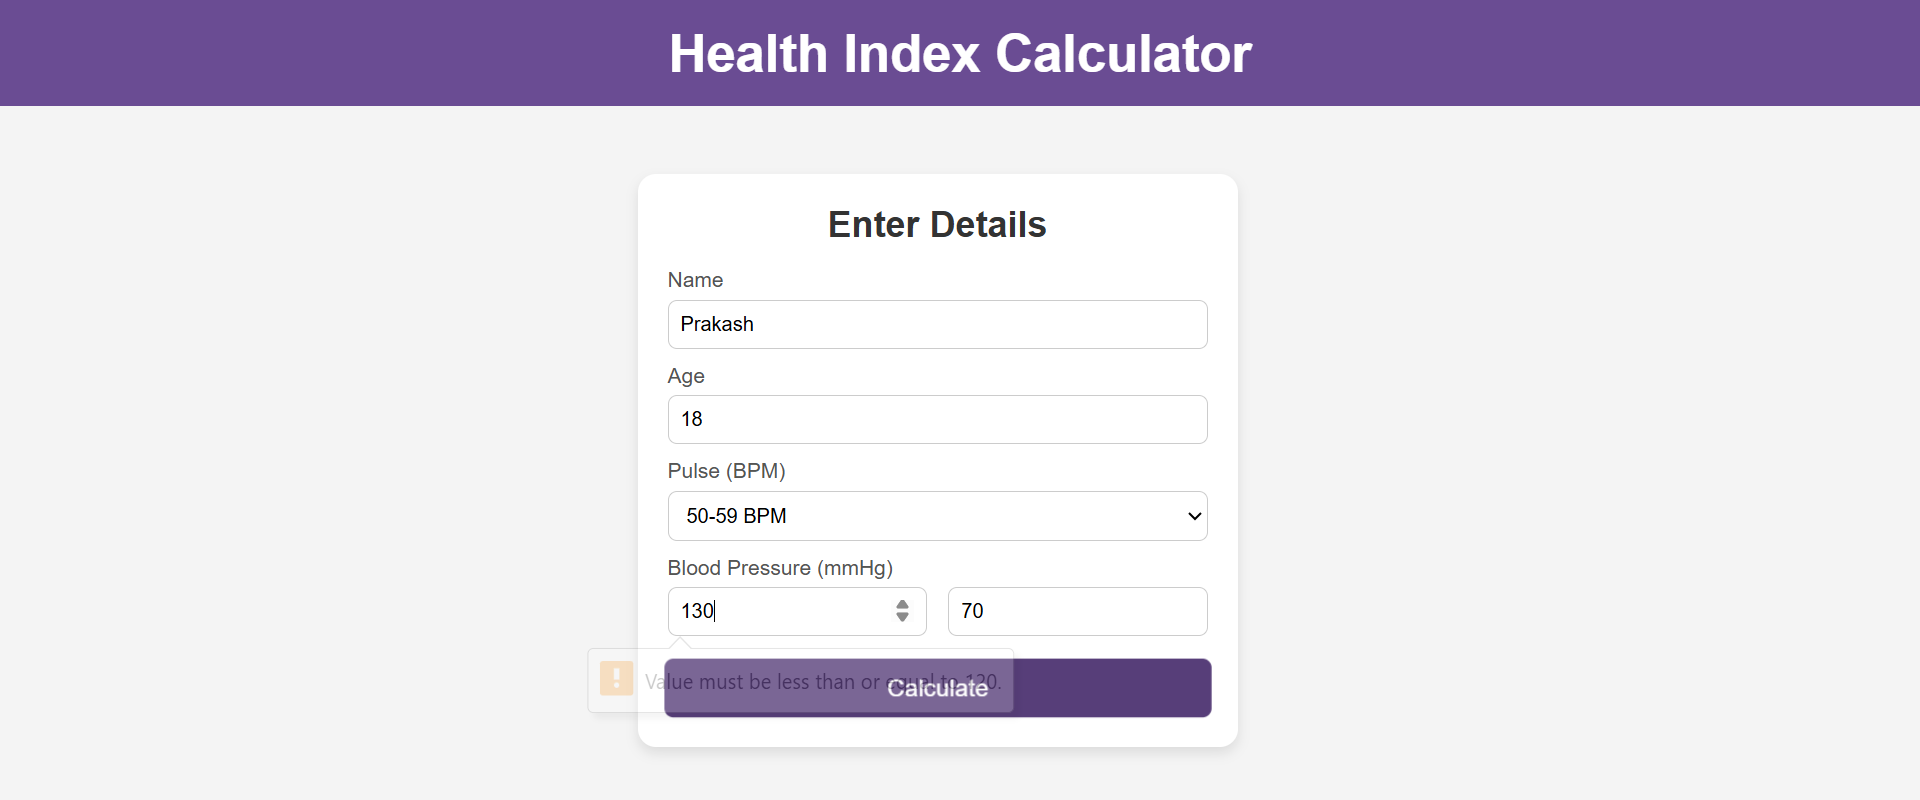 Health Index Calculator
Enter Details
Name
Prakash
Age
18
Pulse (BPM)
50-59 BPM
Blood Pressure (mmHg)
130
70
Value must be less than or equal to 120.
Calculate